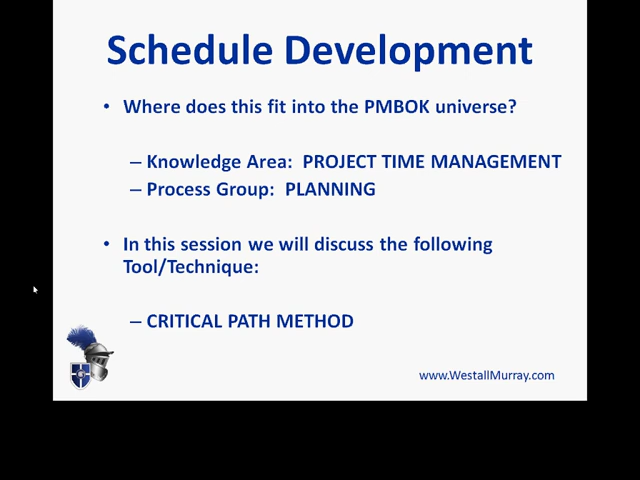 Schedule Development
• Where does this fit into the PMBOK universe?
– Knowledge Area:  PROJECT TIME MANAGEMENT
– Process Group:  PLANNING
• In this session we will discuss the following
Tool/Technique:
– CRITICAL PATH METHOD
www.WestallMurray.com